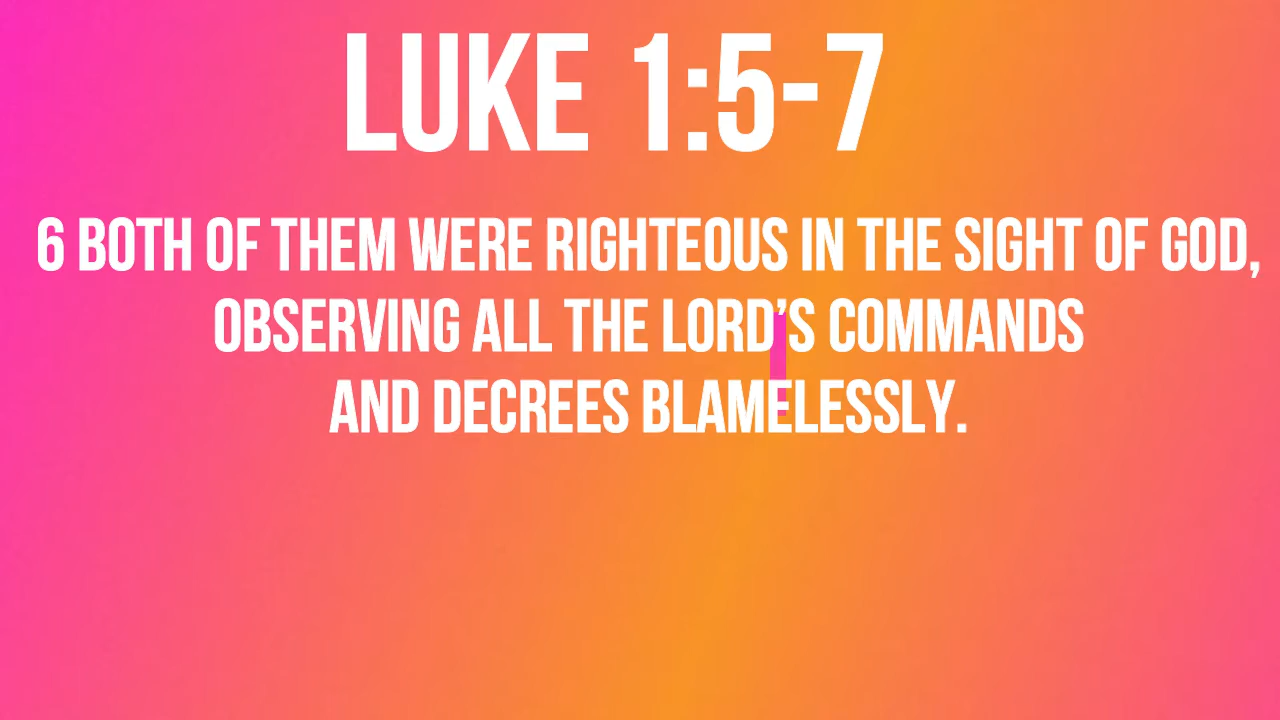 LUKE 1:5-7
6 BOTH OF THEM WERE RIGHTEOUS IN THE SIGHT OF GOD,
OBSERVING ALL THE LORD’S COMMANDS
AND DECREES BLAMELESSLY.